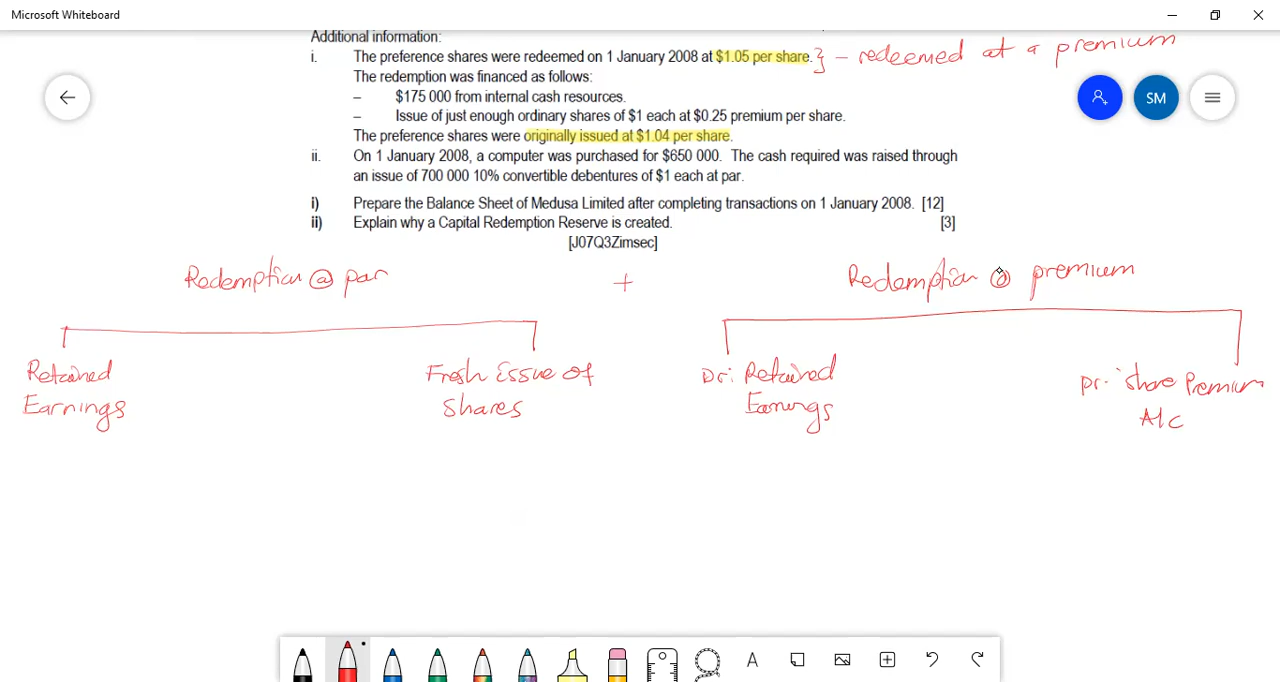 Microsoft Whiteboard
Additional information:
i. The preference shares were redeemed on 1 January 2008 at $1.05 per share. } - redeemed at a premium
The redemption was financed as follows:
– $175 000 from internal cash resources.
– Issue of just enough ordinary shares of $1 each at $0.25 premium per share.
The preference shares were originally issued at $1.04 per share.
SM
ii. On 1 January 2008, a computer was purchased for $650 000. The cash required was raised through
an issue of 700 000 10% convertible debentures of $1 each at par.
i) Prepare the Balance Sheet of Medusa Limited after completing transactions on 1 January 2008. [12]
ii) Explain why a Capital Redemption Reserve is created. [3]
[J07Q3Zimsec]
Redemption @ par + Redemption @ premium
Retained Earnings
Fresh issue of Shares
Dr: Retained Earnings
Dr: Share Premium A/c
A